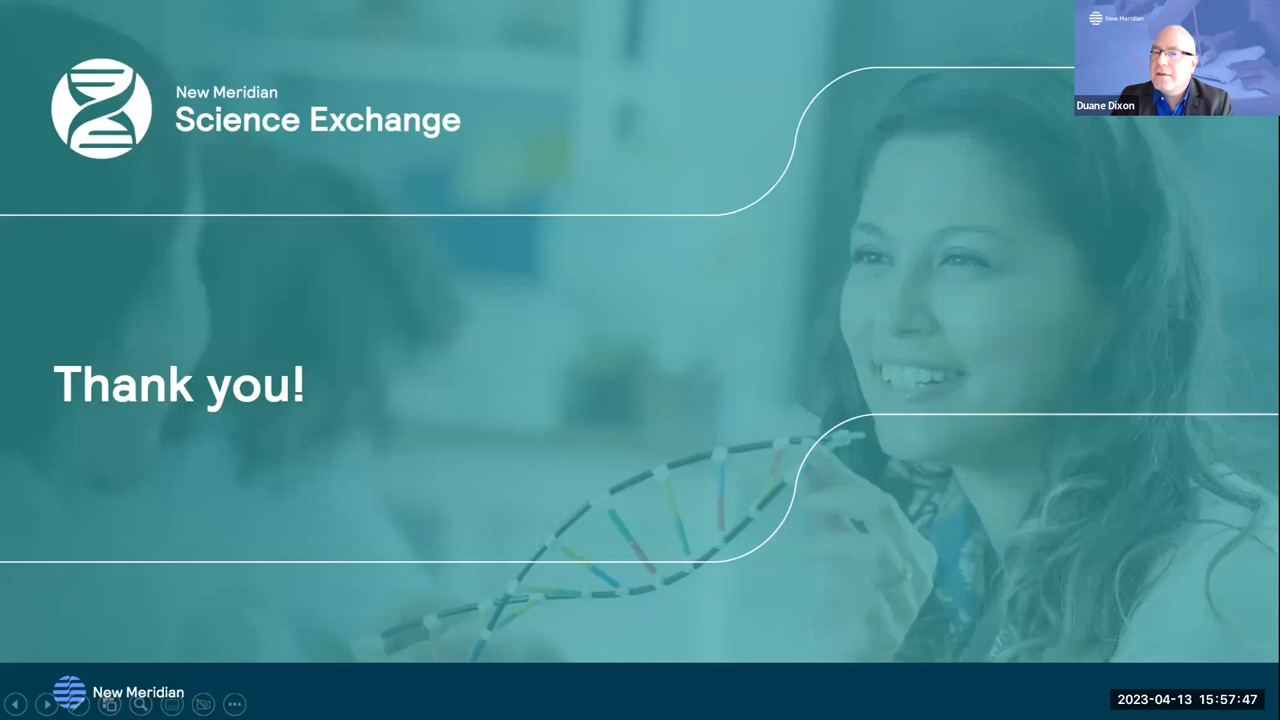 New Meridian
Science Exchange
New Meridian
Duane Dixon
Thank you!
New Meridian
2023-04-13 15:57:47